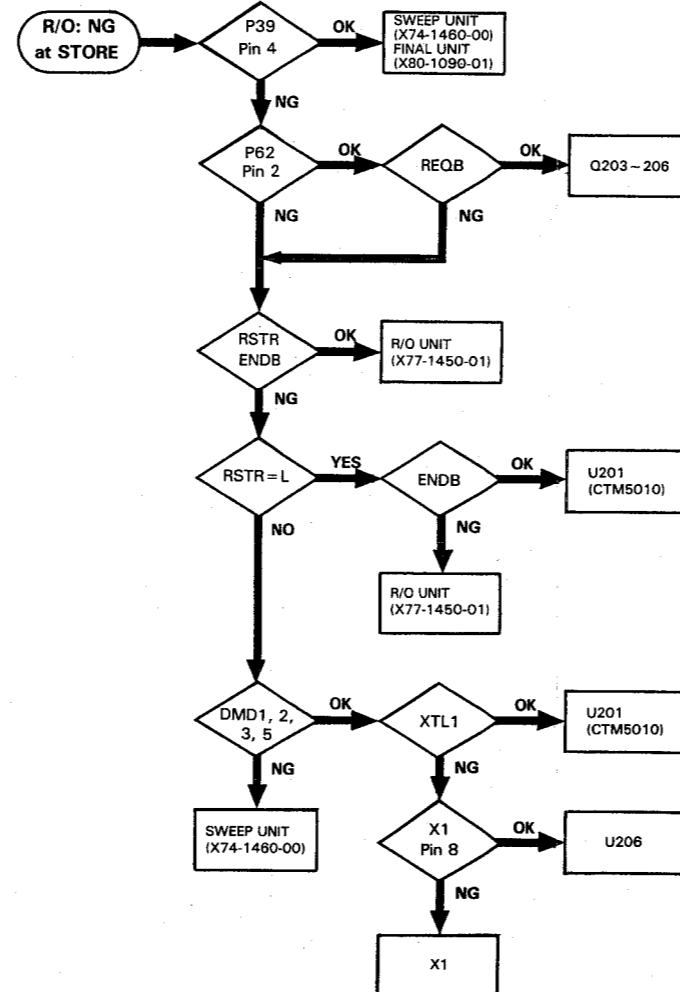 R/O: NG
at STORE
P39
Pin 4
OK
SWEEP UNIT
(X74-1460-00)
FINAL UNIT
(X80-1090-01)
NG
P62
Pin 2
OK
REQB
OK
Q203~206
NG
NG
RSTR
ENDB
OK
R/O UNIT
(X77-1450-01)
NG
RSTR=L
YES
ENDB
OK
U201
(CTM5010)
NO
NG
R/O UNIT
(X77-1450-01)
DMD1, 2,
3, 5
OK
XTL1
OK
U201
(CTM5010)
NG
NG
SWEEP UNIT
(X74-1460-00)
X1
Pin 8
OK
U206
NG
X1